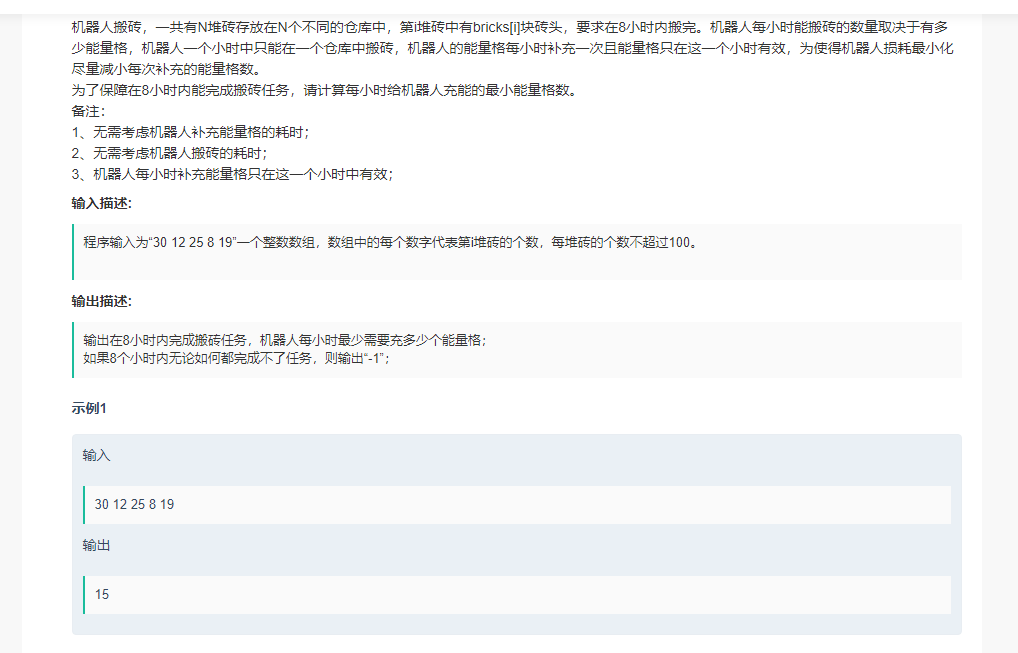 机器人搬砖，一共有N堆砖存放在N个不同的仓库中，第i堆砖中有bricks[i]块砖头，要求在8小时内搬完。机器人每小时能搬砖的数量取决于有多
少能量格，机器人一个小时中只能在一个仓库中搬砖，机器人的能量格每小时补充一次且能量格只在这一个小时有效，为使得机器人损耗最小化
尽量减小每次补充的能量格数。
为了保障在8小时内能完成搬砖任务，请计算每小时给机器人充能的最小能量格数。
备注：
1、无需考虑机器人补充能量格的耗时；
2、无需考虑机器人搬砖的耗时；
3、机器人每小时补充能量格只在这一个小时中有效；
输入描述：
程序输入为“30 12 25 8 19”一个整数数组，数组中的每个数字代表第i堆砖的个数，每堆砖的个数不超过100。
输出描述：
输出在8小时内完成搬砖任务，机器人每小时最少需要充多少个能量格；
如果8个小时内无论如何都完成不了任务，则输出“-1”；
示例1
输入
30 12 25 8 19
输出
15